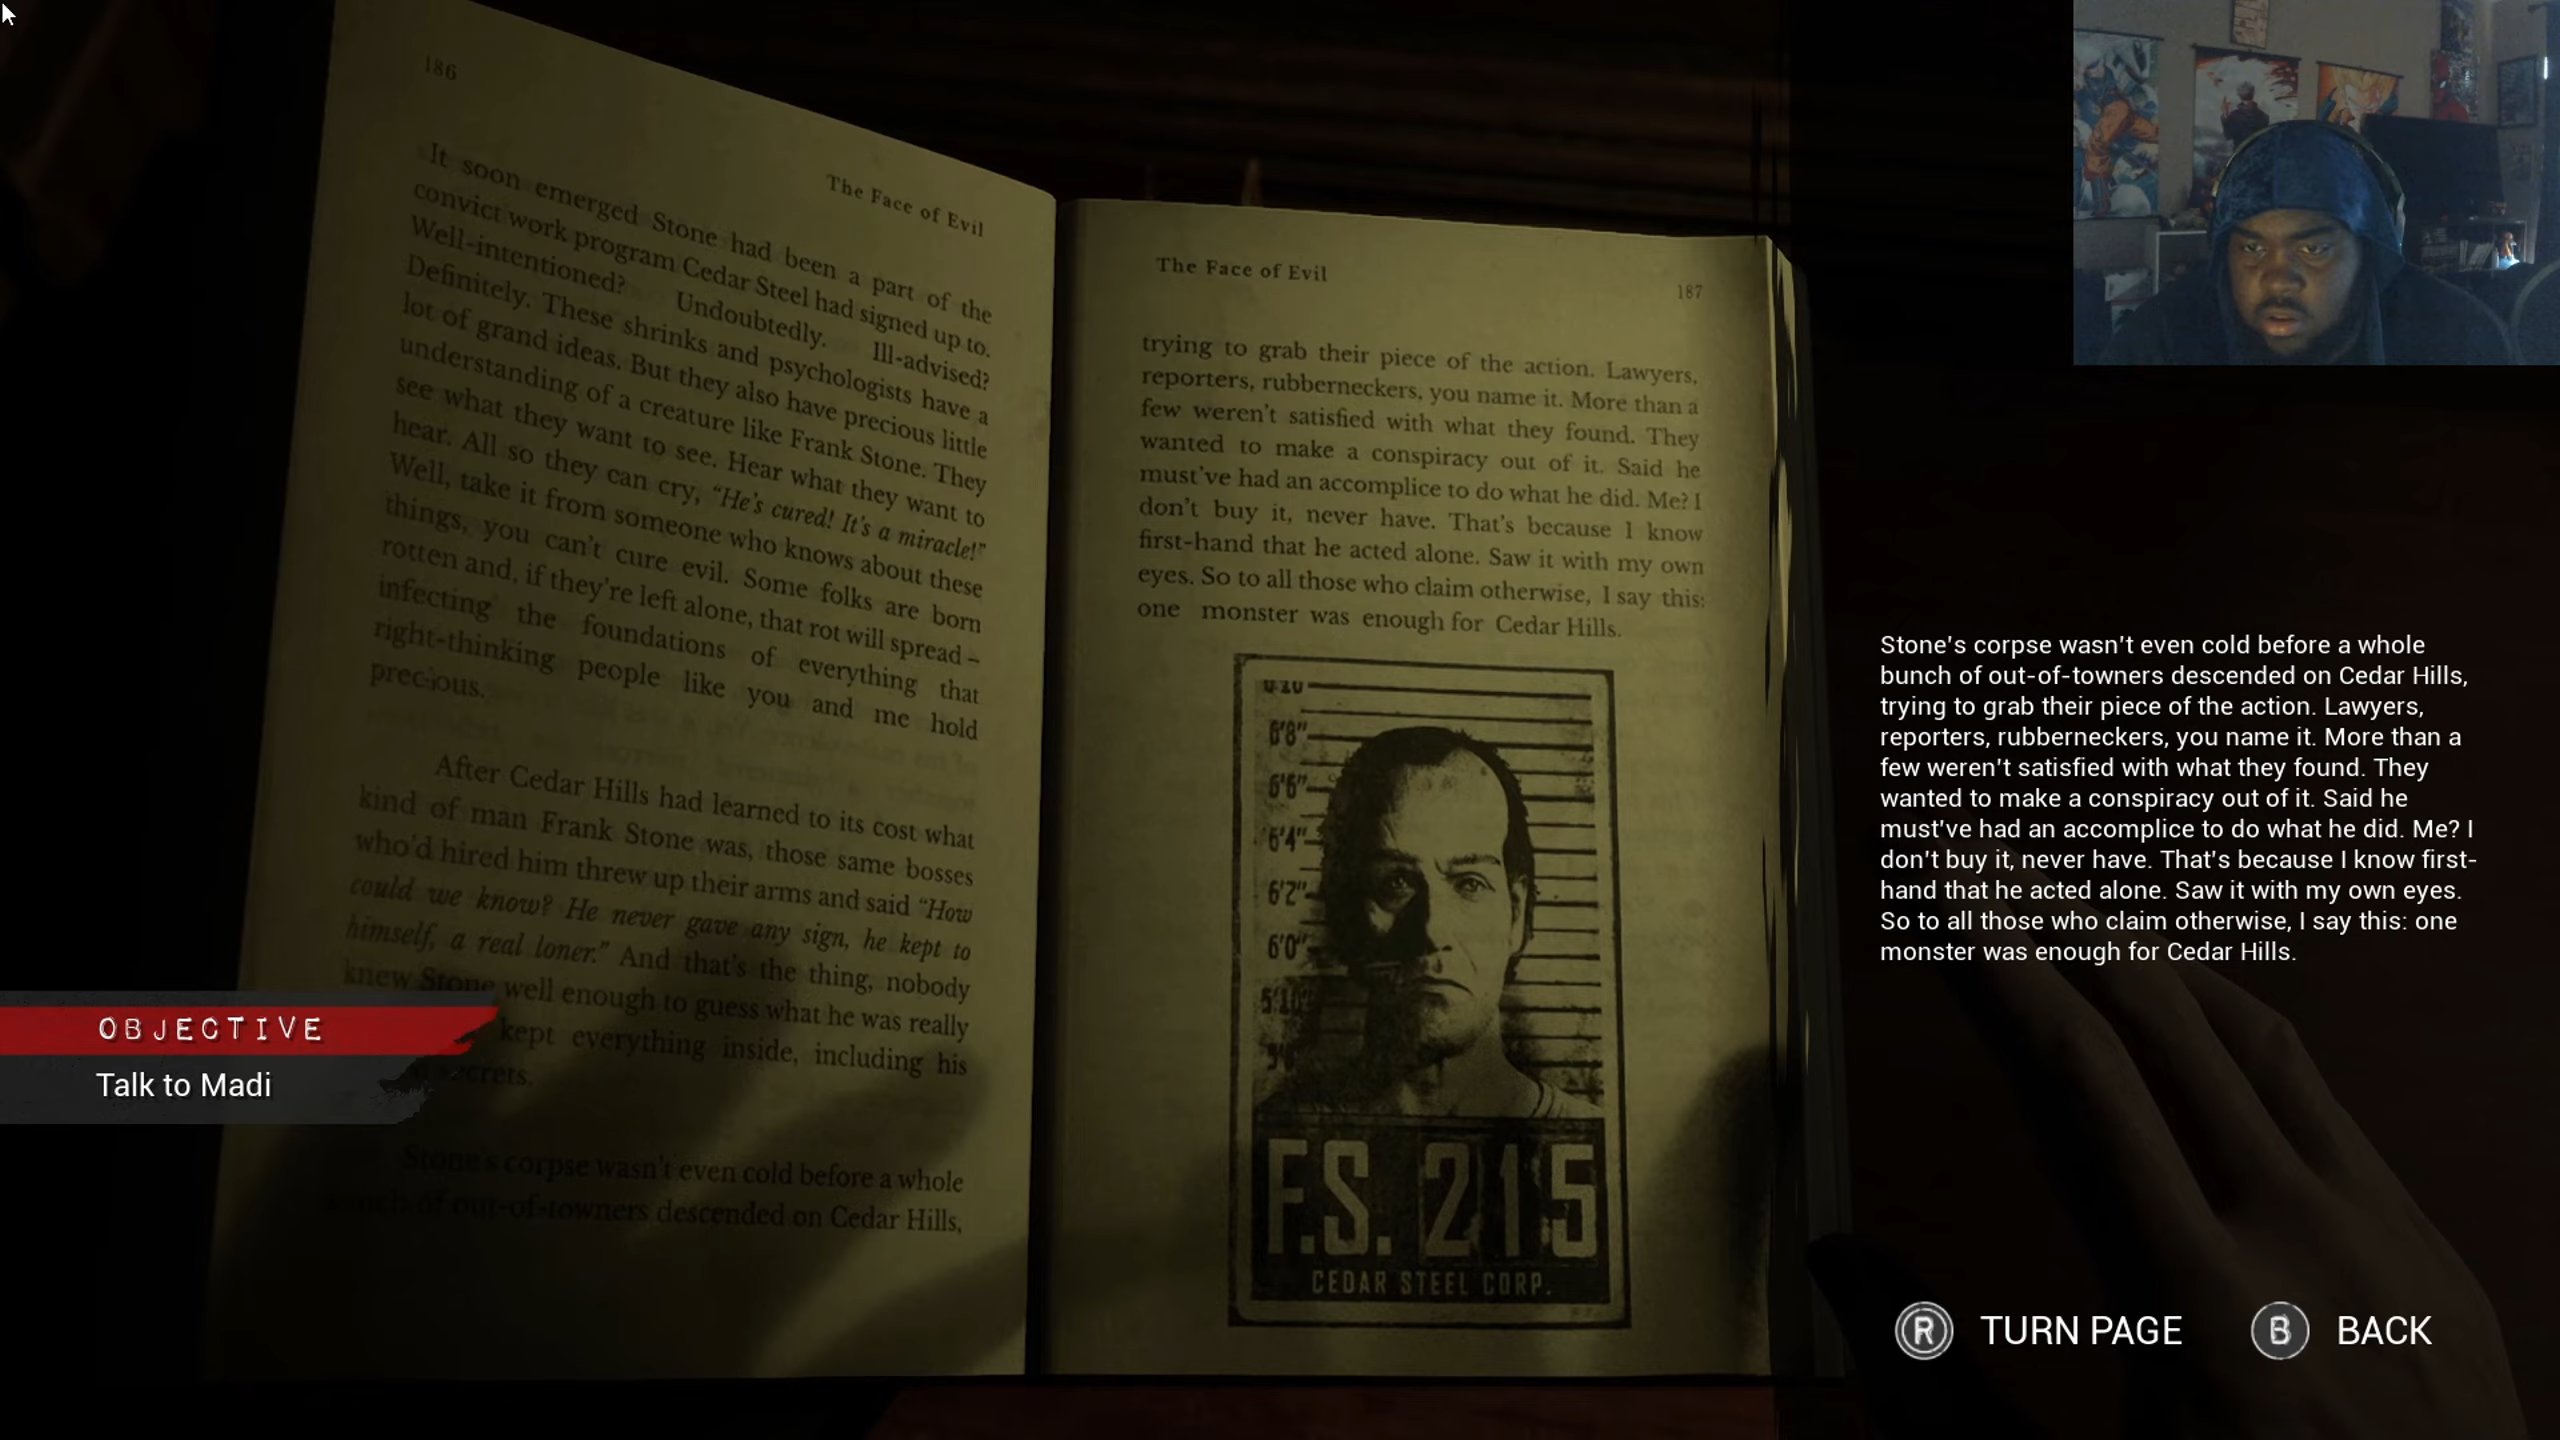 186
The Face of Evil
It soon emerged Stone had been a part of the
convict work program Cedar Steel had signed up to.
Well-intentioned? Undoubtedly. Ill-advised?
Definitely. These shrinks and psychologists have a
lot of grand ideas. But they also have precious little
understanding of a creature like Frank Stone. They
see what they want to see. Hear what they want to
hear. All so they can cry, “He’s cured! It’s a miracle!”
Well, take it from someone who knows about these
things, you can’t cure evil. Some folks are born
rotten and, if they’re left alone, that rot will spread –
infecting the foundations of everything that
right-thinking people like you and me hold
precious.
After Cedar Hills had learned to its cost what
kind of man Frank Stone was, those same bosses
who’d hired him threw up their arms and said “How
could we know? He never gave any sign, he kept to
himself, a real loner.” And that’s the thing, nobody
knew Stone well enough to guess what he was really
kept everything inside, including his
secrets.
Stone’s corpse wasn’t even cold before a whole
bunch of out-of-towners descended on Cedar Hills,
The Face of Evil
187
trying to grab their piece of the action. Lawyers,
reporters, rubberneckers, you name it. More than a
few weren’t satisfied with what they found. They
wanted to make a conspiracy out of it. Said he
must’ve had an accomplice to do what he did. Me? I
don’t buy it, never have. That’s because I know
first-hand that he acted alone. Saw it with my own
eyes. So to all those who claim otherwise, I say this:
one monster was enough for Cedar Hills.
6'8"
6'6"
6'4"
6'2"
6'0"
5'10"
F.S. 215
CEDAR STEEL CORP.
OBJECTIVE
Talk to Madi
Stone's corpse wasn't even cold before a whole
bunch of out-of-towners descended on Cedar Hills,
trying to grab their piece of the action. Lawyers,
reporters, rubberneckers, you name it. More than a
few weren't satisfied with what they found. They
wanted to make a conspiracy out of it. Said he
must've had an accomplice to do what he did. Me? I
don't buy it, never have. That's because I know first-
hand that he acted alone. Saw it with my own eyes.
So to all those who claim otherwise, I say this: one
monster was enough for Cedar Hills.
R TURN PAGE B BACK